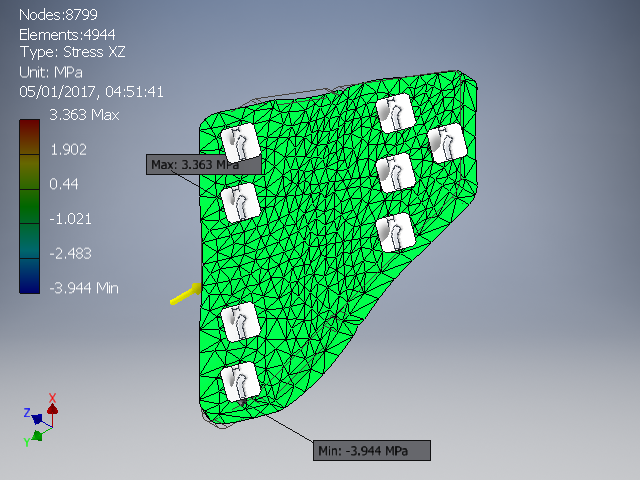 Nodes:8799
Elements:4944
Type: Stress XZ
Unit: MPa
05/01/2017, 04:51:41
3.363 Max
1.902
0.44
-1.021
-2.483
-3.944 Min
Max: 3.363 MPa
Min: -3.944 MPa
X
Z
Y